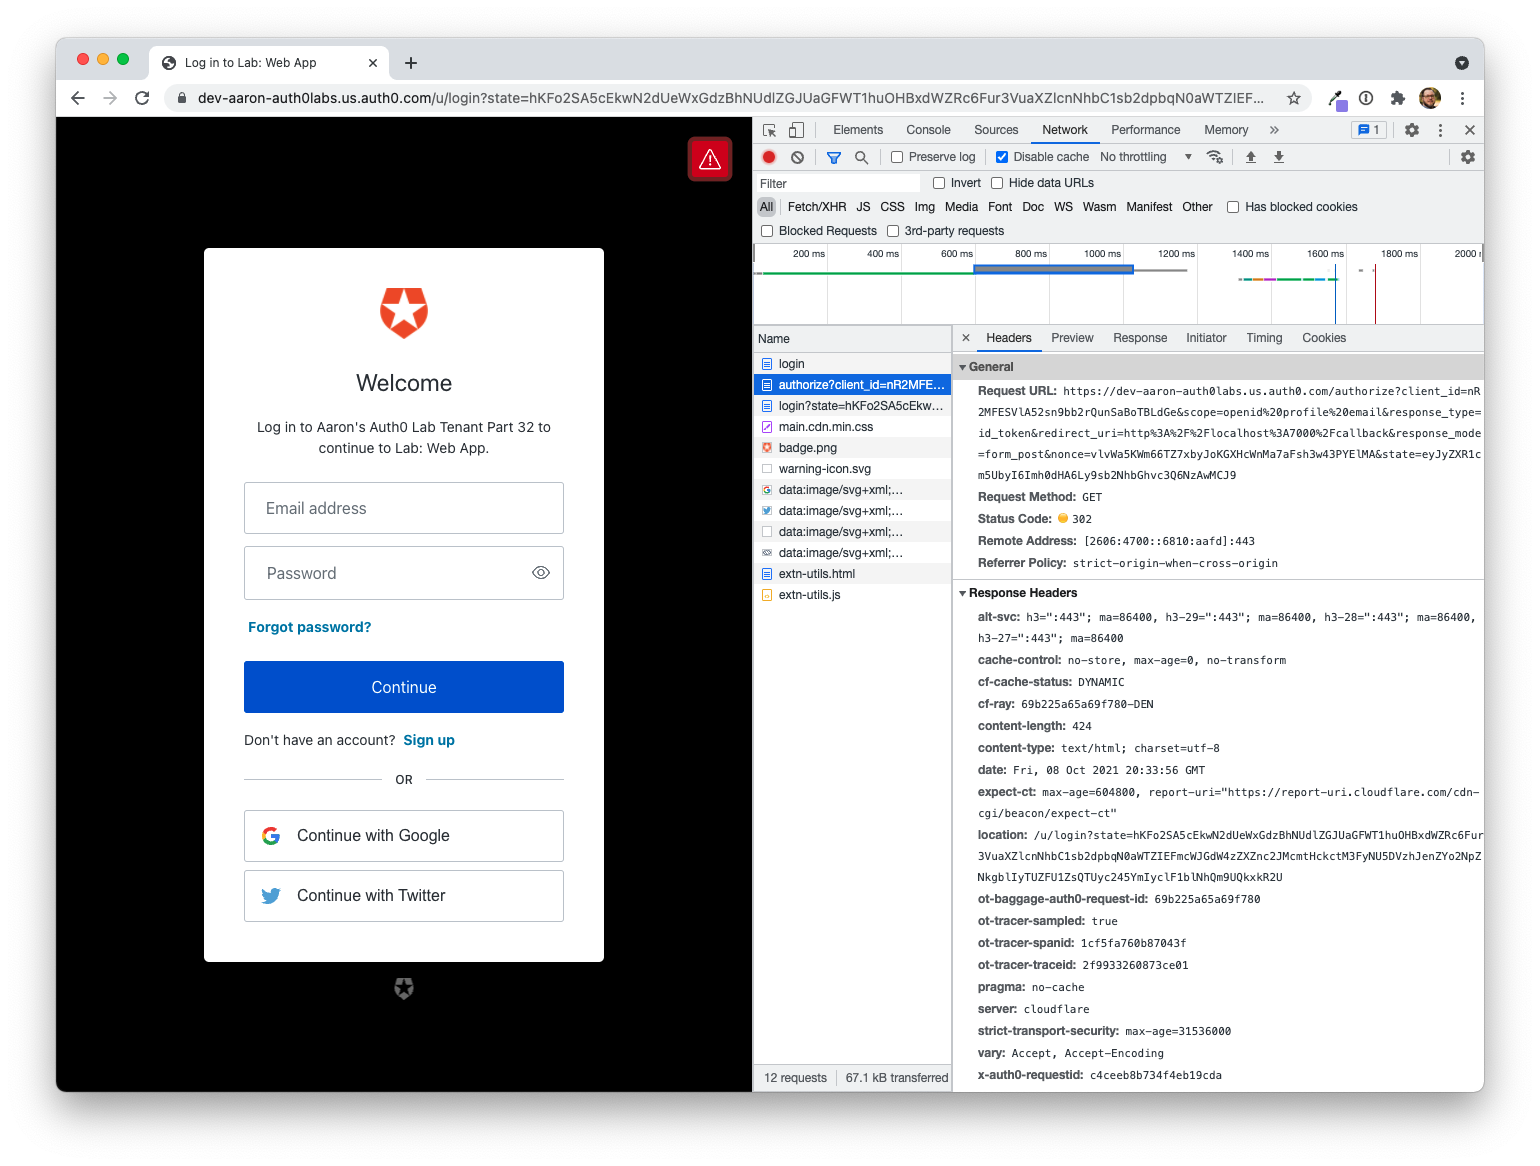 Log in to Lab: Web App
dev-aaron-auth0labs.us.auth0.com/u/login?state=hKFo2SA5cEkwN2dUeWxGdzBhNUdlZGJUaGFWT1huOHBxdWZRc6Fur3VuaXZlcnNhbC1sb2dpbqN0aWTZIEF...
Elements Console Sources Network Performance Memory » 1
Preserve log Disable cache No throttling
Filter Invert Hide data URLs
All Fetch/XHR JS CSS Img Media Font Doc WS Wasm Manifest Other Has blocked cookies
Blocked Requests 3rd-party requests
200 ms 400 ms 600 ms 800 ms 1000 ms 1200 ms 1400 ms 1600 ms 1800 ms 2000
Welcome
Log in to Aaron's Auth0 Lab Tenant Part 32 to
continue to Lab: Web App.
Email address
Password
Forgot password?
Continue
Don't have an account? Sign up
OR
Continue with Google
Continue with Twitter
Name
login
authorize?client_id=nR2MFE...
login?state=hKFo2SA5cEkw...
main.cdn.min.css
badge.png
warning-icon.svg
data:image/svg+xml;...
data:image/svg+xml;...
data:image/svg+xml;...
data:image/svg+xml;...
extn-utils.html
extn-utils.js
12 requests 67.1 kB transferred
Headers Preview Response Initiator Timing Cookies
General
Request URL: https://dev-aaron-auth0labs.us.auth0.com/authorize?client_id=nR
2MFESVlA52sn9bb2rQunSaBoTBLdGe&scope=openid%20profile%20email&response_type=
id_token&redirect_uri=http%3A%2F%2Flocalhost%3A7000%2Fcallback&response_mode
=form_post&nonce=vlvWa5KWm66TZ7xbyJoKGXHcWnMa7aFsh3w43PYElMA&state=eyJyZXR1c
m5UbyI6Imh0dHA6Ly9sb2NhbGhvc3Q6NzAwMCJ9
Request Method: GET
Status Code: 302
Remote Address: [2606:4700::6810:aafd]:443
Referrer Policy: strict-origin-when-cross-origin
Response Headers
alt-svc: h3=":443"; ma=86400, h3-29=":443"; ma=86400, h3-28=":443"; ma=86400,
h3-27=":443"; ma=86400
cache-control: no-store, max-age=0, no-transform
cf-cache-status: DYNAMIC
cf-ray: 69b225a65a69f780-DEN
content-length: 424
content-type: text/html; charset=utf-8
date: Fri, 08 Oct 2021 20:33:56 GMT
expect-ct: max-age=604800, report-uri="https://report-uri.cloudflare.com/cdn-
cgi/beacon/expect-ct"
location: /u/login?state=hKFo2SA5cEkwN2dUeWxGdzBhNUdlZGJUaGFWT1huOHBxdWZRc6Fur
3VuaXZlcnNhbC1sb2dpbqN0aWTZIEFmcWJGdW4zZXZnc2JMcmtHckctM3FyNU5DVzhJenZYo2NpZ
NkgblIyTUZFU1ZsQTUyc245YmIyclF1blNhQm9UQkxkR2U
ot-baggage-auth0-request-id: 69b225a65a69f780
ot-tracer-sampled: true
ot-tracer-spanid: 1cf5fa760b87043f
ot-tracer-traceid: 2f9933260873ce01
pragma: no-cache
server: cloudflare
strict-transport-security: max-age=31536000
vary: Accept, Accept-Encoding
x-auth0-requestid: c4ceeb8b734f4eb19cda